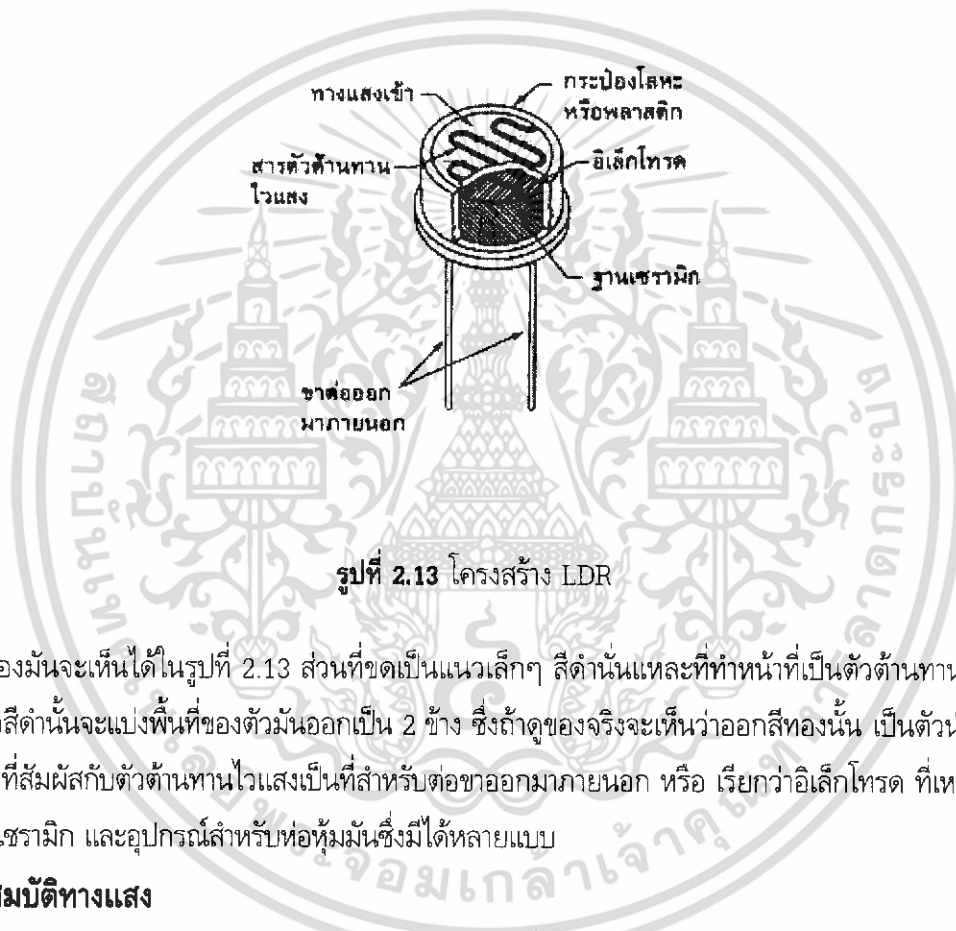 ทางแสงเข้า
กระป๋องโลหะ
หรือพลาสติก
สารตัวต้านทาน
ไวแสง
อิเล็กโทรด
ฐานเซรามิก
ขาต่อออก
มาภายนอก
รูปที่ 2.13 โครงสร้าง LDR
องมันจะเห็นได้ในรูปที่ 2.13 ส่วนที่ขดเป็นแนวเล็กๆ สีดำนั่นแหละที่ทำหน้าที่เป็นตัวต้านทาน
สีดำนั้นจะแบ่งพื้นที่ของตัวมันออกเป็น 2 ข้าง ซึ่งถ้าดูของจริงจะเห็นว่าออกสีทองนั้น
ที่สัมผัสกับตัวต้านทานไวแสงเป็นที่สำหรับต่อขาออกมาภายนอก หรือ เรียกว่าอิเล็กโทรด
เซรามิก และอุปกรณ์สำหรับห่อหุ้มมันซึ่งมีได้หลายแบบ
สมบัติทางแสง